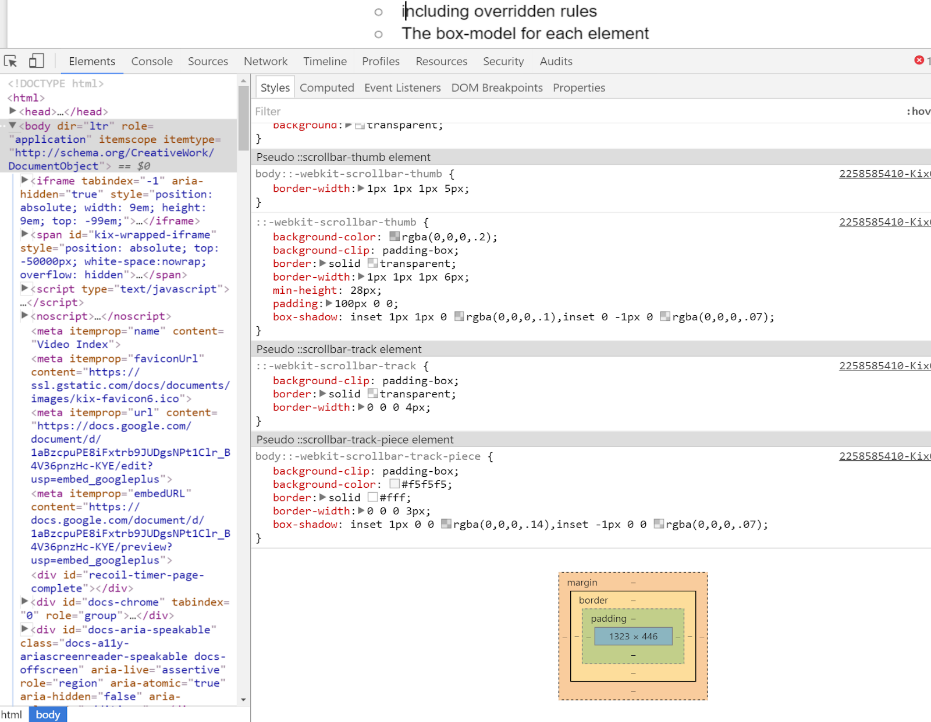 including overridden rules
The box-model for each element
Elements Console Sources Network Timeline Profiles Resources Security Audits 1
<!DOCTYPE html>
<html>
<head>…</head>
<body dir="ltr" role=
"application" itemscope itemtype=
"http://schema.org/CreativeWork/
DocumentObject"> == $0
<iframe tabindex="-1" aria-
hidden="true" style="position:
absolute; width: 9em; height:
9em; top: -99em;">…</iframe>
<span id="kix-wrapped-iframe"
style="position: absolute; top:
-50000px; white-space:nowrap;
overflow: hidden">…</span>
<script type="text/javascript">
…</script>
<noscript>…</noscript>
<meta itemprop="name" content=
"Video Index">
<meta itemprop="faviconUrl"
content="https://
ssl.gstatic.com/docs/documents/
images/kix-favicon6.ico">
<meta itemprop="url" content=
"https://docs.google.com/
document/d/
1aBzcpuPE8iFxtrb9JUDgsNPt1Clr_B
4V36pnzHc-KYE/edit?
usp=embed_googleplus">
<meta itemprop="embedURL"
content="https://
docs.google.com/document/d/
1aBzcpuPE8iFxtrb9JUDgsNPt1Clr_B
4V36pnzHc-KYE/preview?
usp=embed_googleplus">
<div id="recoil-timer-page-
complete"></div>
<div id="docs-chrome" tabindex=
"0" role="group">…</div>
<div id="docs-aria-speakable"
class="docs-a11y-
ariascreenreader-speakable docs-
offscreen" aria-live="assertive"
role="region" aria-atomic="true"
aria-hidden="false" aria-
html body
Styles Computed Event Listeners DOM Breakpoints Properties
Filter :hov
background: transparent;
}
Pseudo ::scrollbar-thumb element
body::-webkit-scrollbar-thumb { 2258585410-Kix
border-width: 1px 1px 1px 5px;
}
::-webkit-scrollbar-thumb { 2258585410-Kix
background-color: rgba(0,0,0,.2);
background-clip: padding-box;
border: solid transparent;
border-width: 1px 1px 1px 6px;
min-height: 28px;
padding: 100px 0 0;
box-shadow: inset 1px 1px 0 rgba(0,0,0,.1),inset 0 -1px 0 rgba(0,0,0,.07);
}
Pseudo ::scrollbar-track element
::-webkit-scrollbar-track { 2258585410-Kix
background-clip: padding-box;
border: solid transparent;
border-width: 0 0 0 4px;
}
Pseudo ::scrollbar-track-piece element
body::-webkit-scrollbar-track-piece { 2258585410-Kix
background-clip: padding-box;
background-color: #f5f5f5;
border: solid #fff;
border-width: 0 0 0 3px;
box-shadow: inset 1px 0 0 rgba(0,0,0,.14),inset -1px 0 0 rgba(0,0,0,.07);
}
margin –
border –
padding –
– – – 1323 × 446 – – –
–
–
–